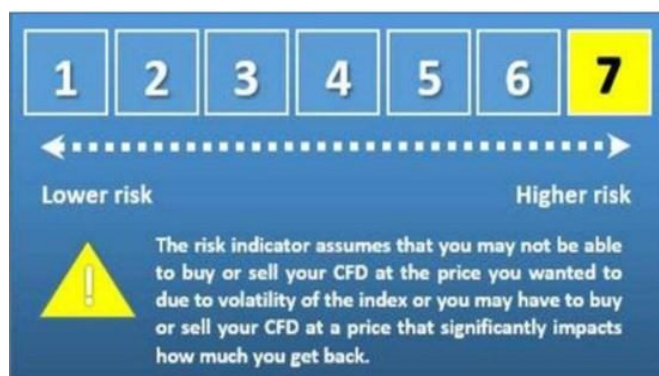 1 2 3 4 5 6 7
Lower risk Higher risk
!
The risk indicator assumes that you may not be able
to buy or sell your CFD at the price you wanted to
due to volatility of the index or you may have to buy
or sell your CFD at a price that significantly impacts
how much you get back.